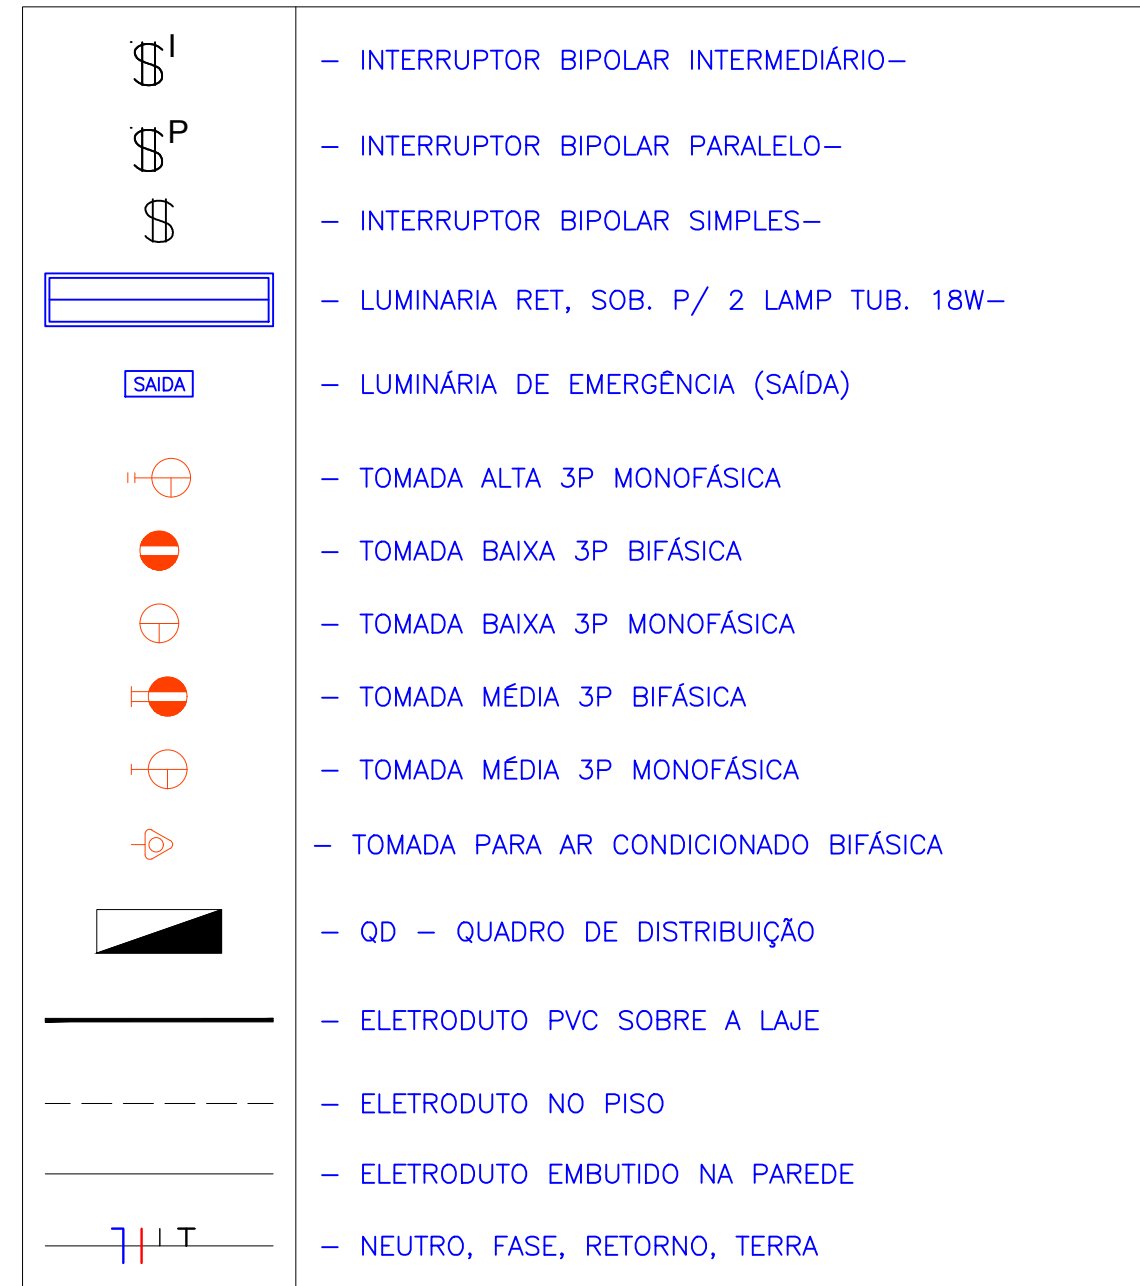 I
– INTERRUPTOR BIPOLAR INTERMEDIÁRIO–
P
– INTERRUPTOR BIPOLAR PARALELO–
– INTERRUPTOR BIPOLAR SIMPLES–
– LUMINARIA RET, SOB. P/ 2 LAMP TUB. 18W–
SAIDA
– LUMINÁRIA DE EMERGÊNCIA (SAÍDA)
– TOMADA ALTA 3P MONOFÁSICA
– TOMADA BAIXA 3P BIFÁSICA
– TOMADA BAIXA 3P MONOFÁSICA
– TOMADA MÉDIA 3P BIFÁSICA
– TOMADA MÉDIA 3P MONOFÁSICA
– TOMADA PARA AR CONDICIONADO BIFÁSICA
– QD – QUADRO DE DISTRIBUIÇÃO
– ELETRODUTO PVC SOBRE A LAJE
– ELETRODUTO NO PISO
– ELETRODUTO EMBUTIDO NA PAREDE
– NEUTRO, FASE, RETORNO, TERRA